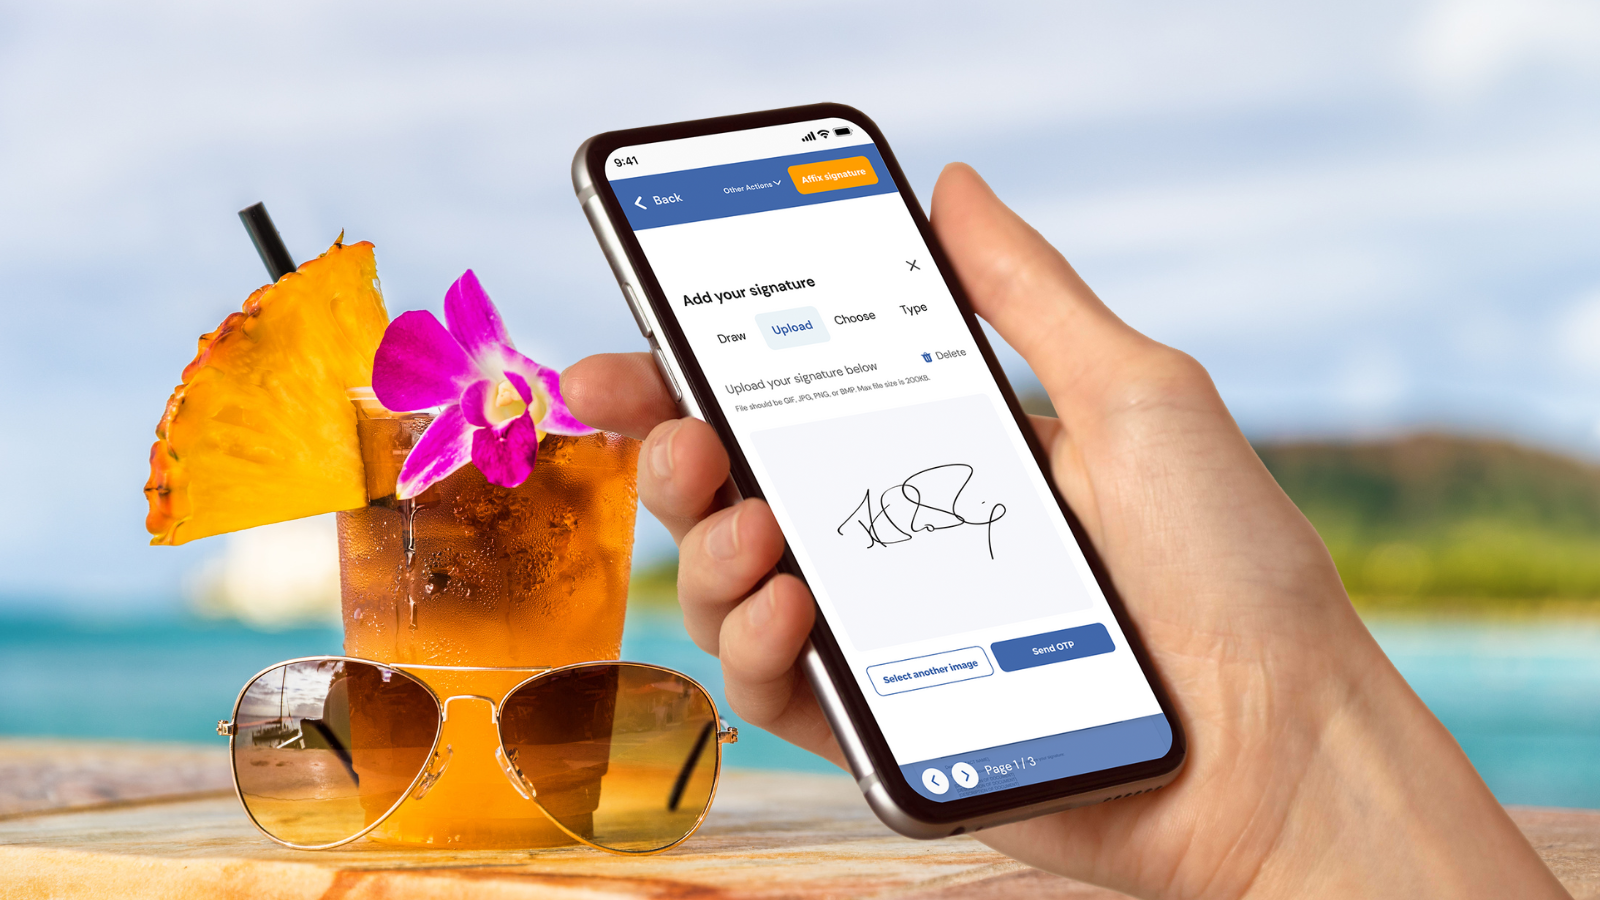 9:41
Back
Other Actions
Affix signature
Add your signature
Draw
Upload
Choose
Type
Upload your signature below
Delete
File should be GIF, JPG, PNG, or BMP. Max file size is 200KB.
Select another image
Send OTP
Page 1 / 3